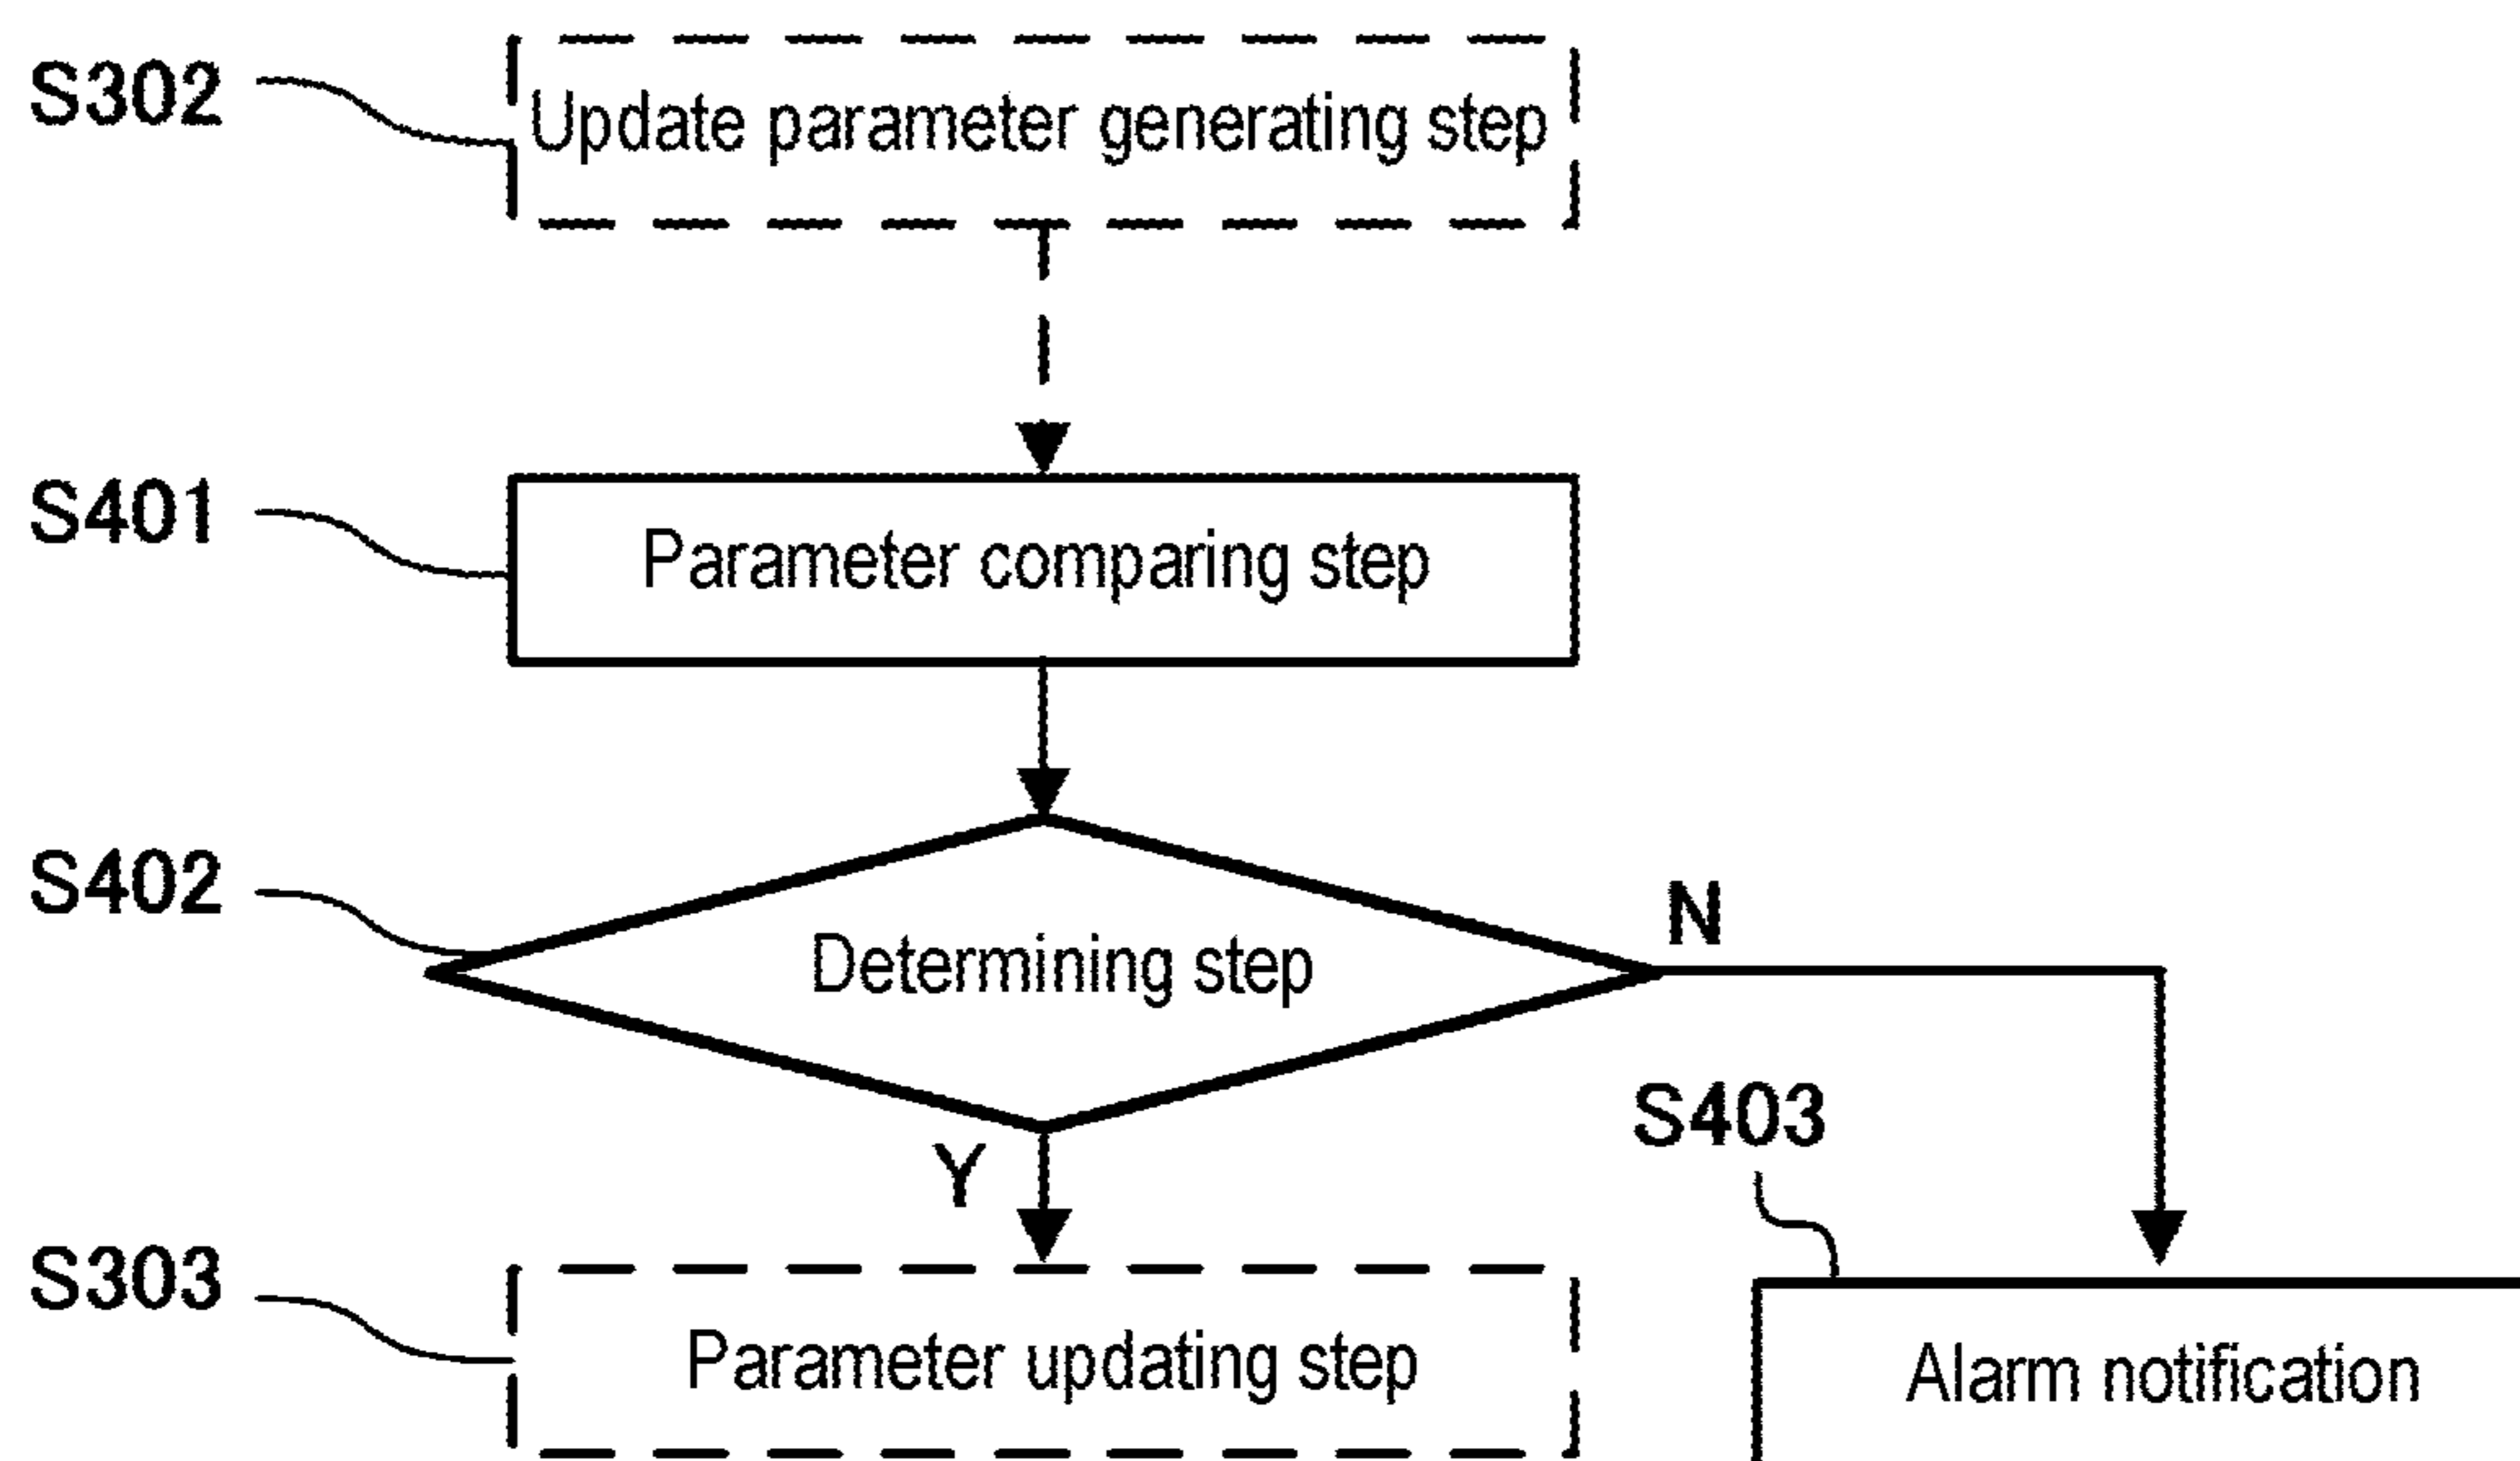 S302
Update parameter generating step
S401
Parameter comparing step
S402
Determining step
N
Y
S403
S303
Parameter updating step
Alarm notification